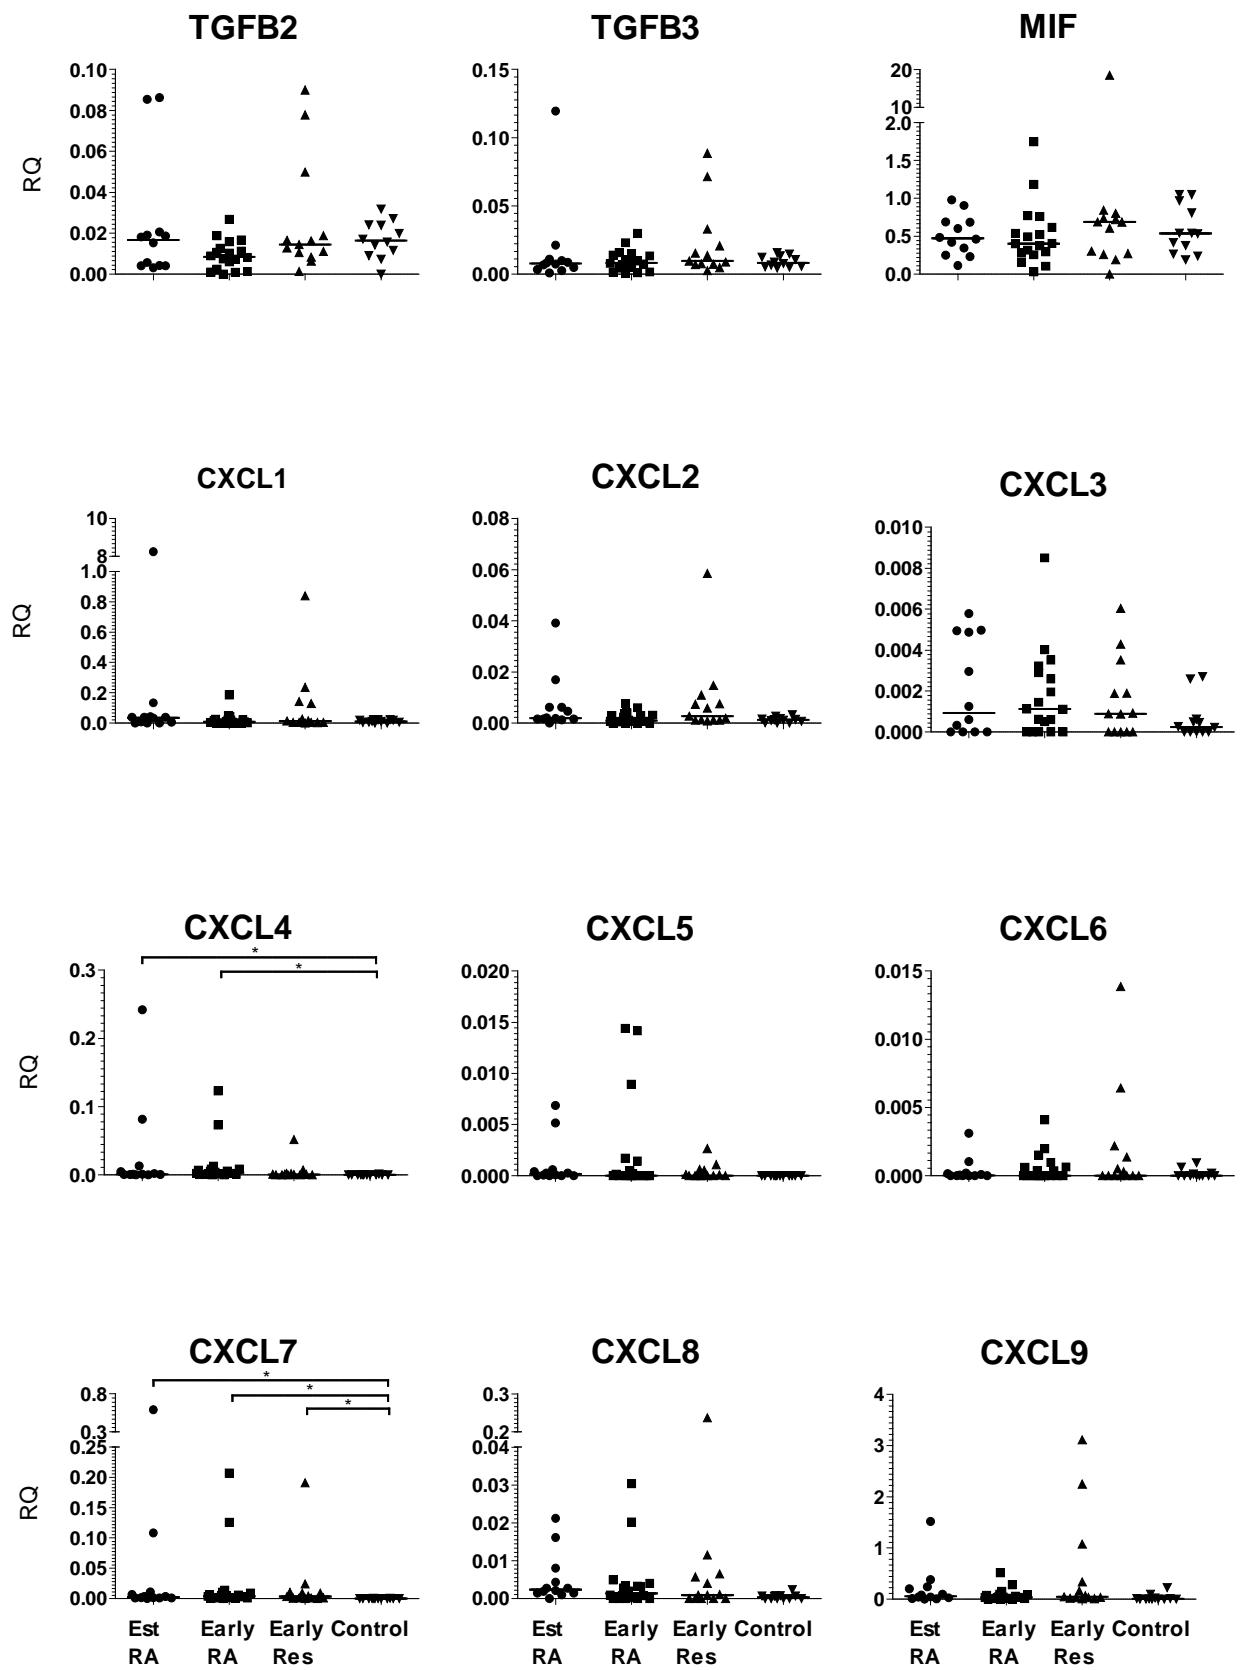 TGFB2 TGFB3 MIF
RQ
0.10 0.08 0.06 0.04 0.02 0.00
0.15 0.10 0.05 0.00
20 10 2.0 1.5 1.0 0.5 0.0
CXCL1 CXCL2 CXCL3
RQ
10 8 1.0 0.8 0.6 0.4 0.2 0.0
0.08 0.06 0.04 0.02 0.00
0.010 0.008 0.006 0.004 0.002 0.000
CXCL4 CXCL5 CXCL6
*
*
RQ
0.3 0.2 0.1 0.0
0.020 0.015 0.010 0.005 0.000
0.015 0.010 0.005 0.000
CXCL7 CXCL8 CXCL9
*
*
*
RQ
0.8 0.3 0.25 0.20 0.15 0.10 0.05 0.00
0.3 0.2 0.04 0.03 0.02 0.01 0.00
4 3 2 1 0
Est Early Early Control
RA RA Res
Est Early Early Control
RA RA Res
Est Early Early Control
RA RA Res